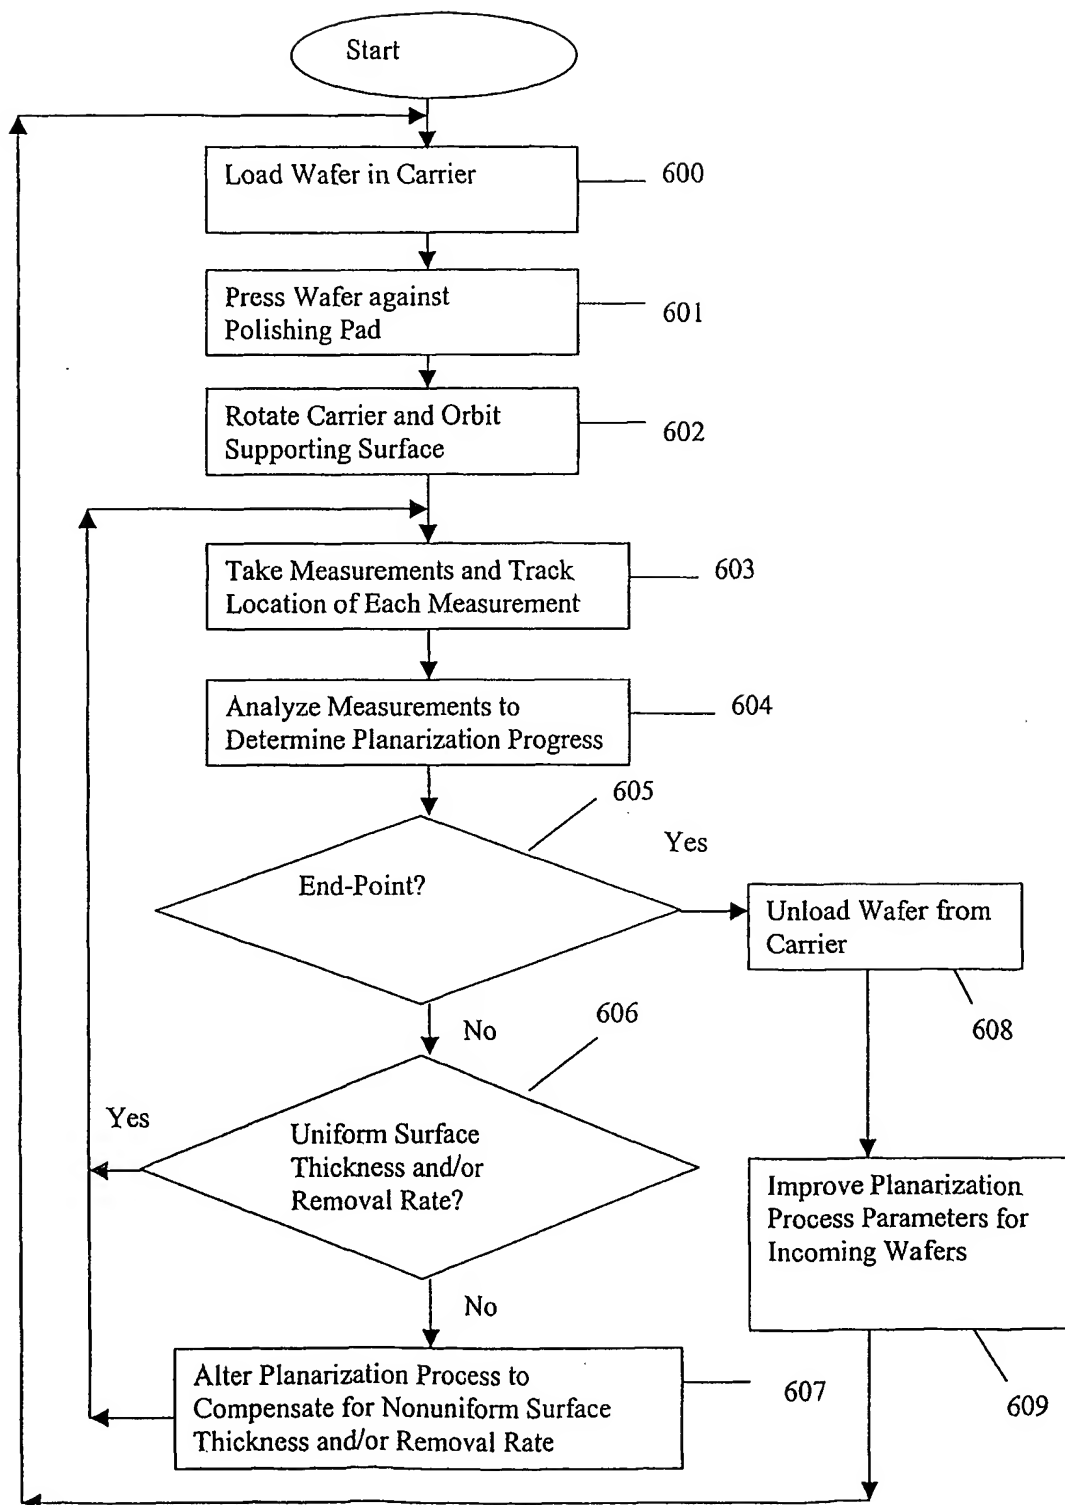 Start
Load Wafer in Carrier
600
Press Wafer against
Polishing Pad
601
Rotate Carrier and Orbit
Supporting Surface
602
Take Measurements and Track
Location of Each Measurement
603
Analyze Measurements to
Determine Planarization Progress
604
605
End-Point?
Yes
Unload Wafer from
Carrier
608
No
606
Yes
Uniform Surface
Thickness and/or
Removal Rate?
Improve Planarization
Process Parameters for
Incoming Wafers
609
No
Alter Planarization Process to
Compensate for Nonuniform Surface
Thickness and/or Removal Rate
607